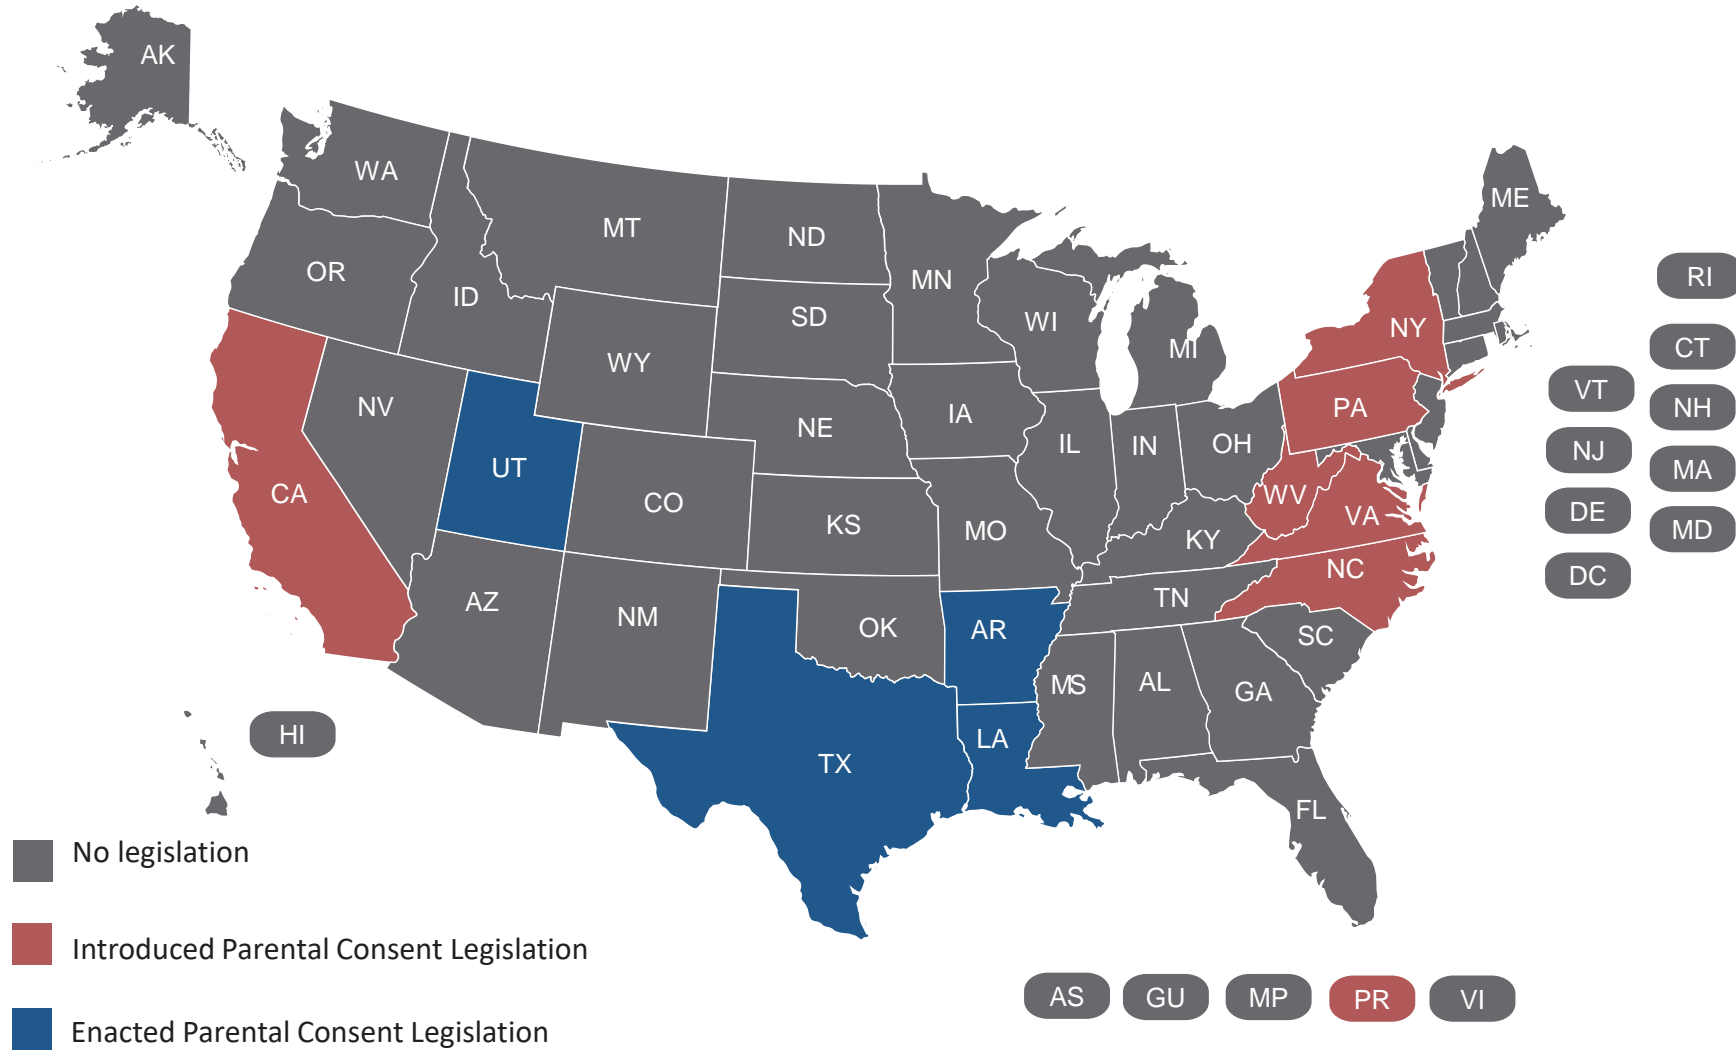 AK
WA
MT
ND
MN
ME
OR
ID
SD
WI
MI
NY
RI
WY
CT
NV
NE
IA
PA
VT
NH
UT
IL
IN
OH
NJ
MA
CA
CO
KS
MO
WV
VA
DE
MD
KY
NC
DC
AZ
NM
OK
AR
TN
SC
MS
AL
GA
HI
TX
LA
FL
No legislation
Introduced Parental Consent Legislation
AS
GU
MP
PR
VI
Enacted Parental Consent Legislation